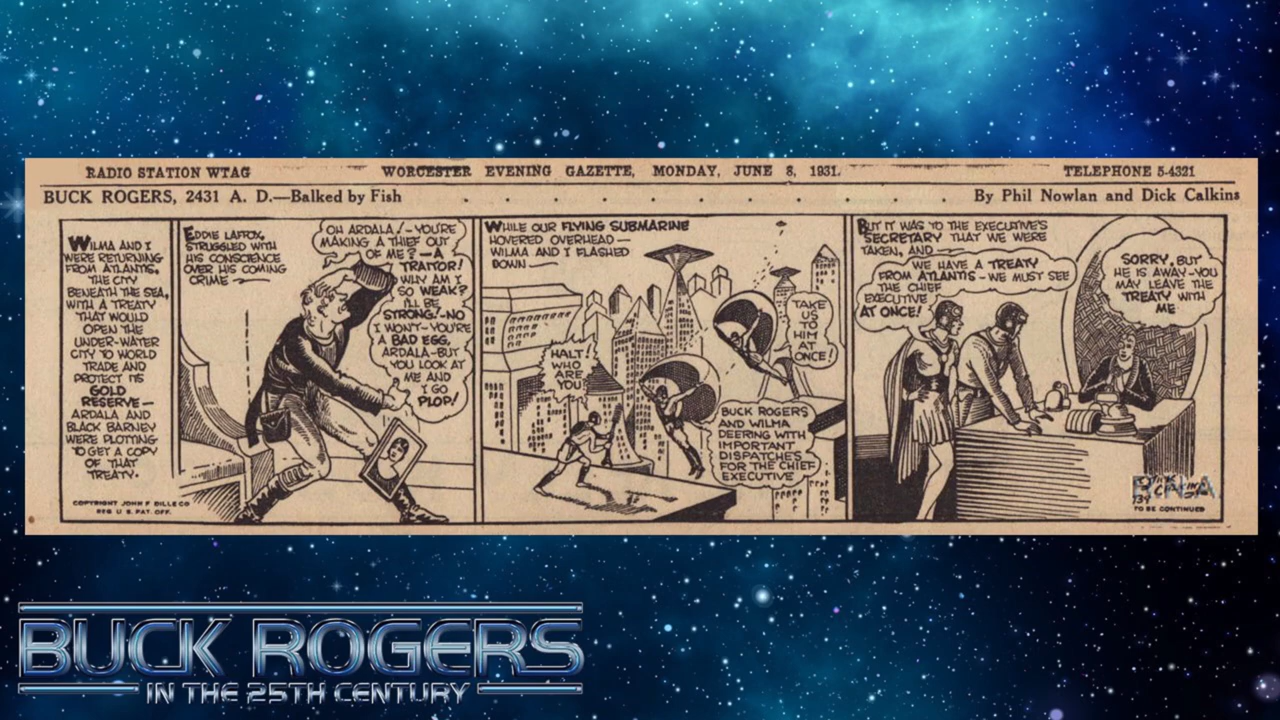 RADIO STATION WTAG WORCESTER EVENING GAZETTE, MONDAY, JUNE 8, 1931. TELEPHONE 5-4321
BUCK ROGERS, 2431 A. D.—Balked by Fish By Phil Nowlan and Dick Calkins
WILMA AND I
WERE RETURNING
FROM ATLANTIS,
THE CITY
BENEATH THE SEA,
WITH A TREATY
THAT WOULD
OPEN THE
UNDER-WATER
CITY TO WORLD
TRADE AND
PROTECT ITS
GOLD
RESERVE—
ARDALA AND
BLACK BARNEY
WERE PLOTTING
TO GET A COPY
OF THAT
TREATY.
COPYRIGHT JOHN F. DILLE CO
REG. U. S. PAT. OFF.
EDDIE LAFFOX,
STRUGGLED WITH
HIS CONSCIENCE
OVER HIS COMING
CRIME—
OH ARDALA!-YOU'RE
MAKING A THIEF OUT
OF ME?—A
TRAITOR!
WHY AM I
SO WEAK?
I'LL BE
STRONG!-NO
I WON'T-YOU'RE
A BAD EGG,
ARDALA-BUT
YOU LOOK AT
ME AND
I GO
PLOP!
WHILE OUR FLYING SUBMARINE
HOVERED OVERHEAD—
WILMA AND I FLASHED
DOWN—
HALT!
WHO
ARE
YOU!
TAKE
US
TO
HIM
AT
ONCE!
BUCK ROGERS
AND WILMA
DEERING WITH
IMPORTANT
DISPATCHES
FOR THE CHIEF
EXECUTIVE
BUT IT WAS TO THE EXECUTIVE'S
SECRETARY THAT WE WERE
TAKEN, AND—
WE HAVE A TREATY
FROM ATLANTIS-WE MUST SEE
THE CHIEF
EXECUTIVE
AT ONCE!
SORRY, BUT
HE IS AWAY-YOU
MAY LEAVE THE
TREATY WITH
ME
TO BE CONTINUED
BUCK ROGERS
IN THE 25TH CENTURY